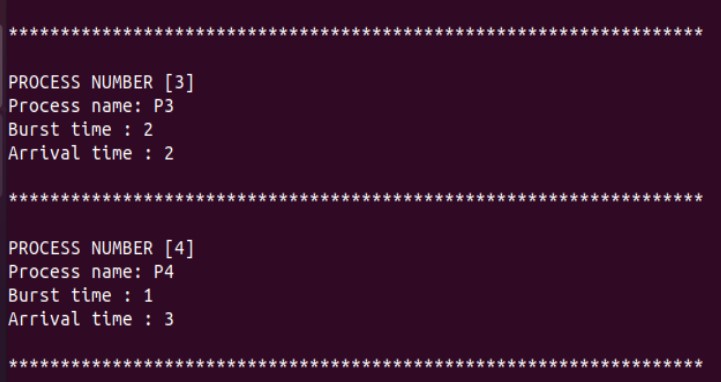 *******************************************************************
PROCESS NUMBER [3]
Process name: P3
Burst time : 2
Arrival time : 2
*******************************************************************
PROCESS NUMBER [4]
Process name: P4
Burst time : 1
Arrival time : 3
*******************************************************************